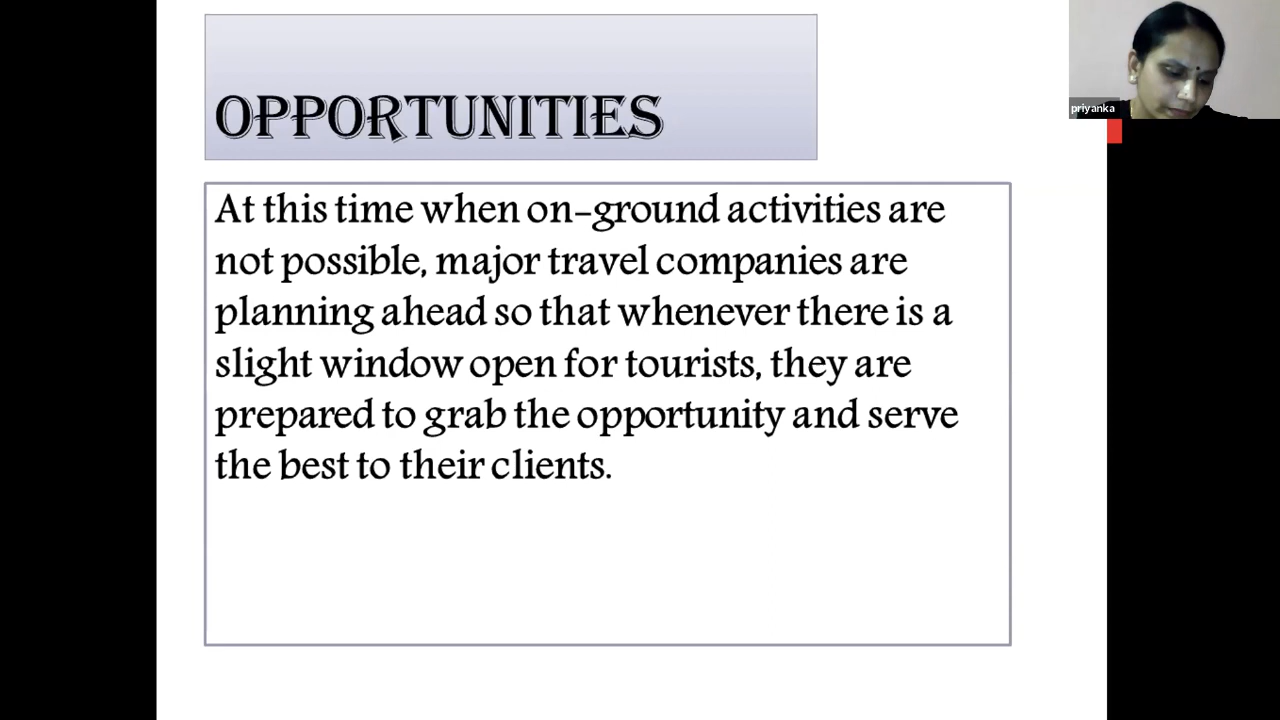 OPPORTUNITIES
At this time when on-ground activities are
not possible, major travel companies are
planning ahead so that whenever there is a
slight window open for tourists, they are
prepared to grab the opportunity and serve
the best to their clients.
priyanka